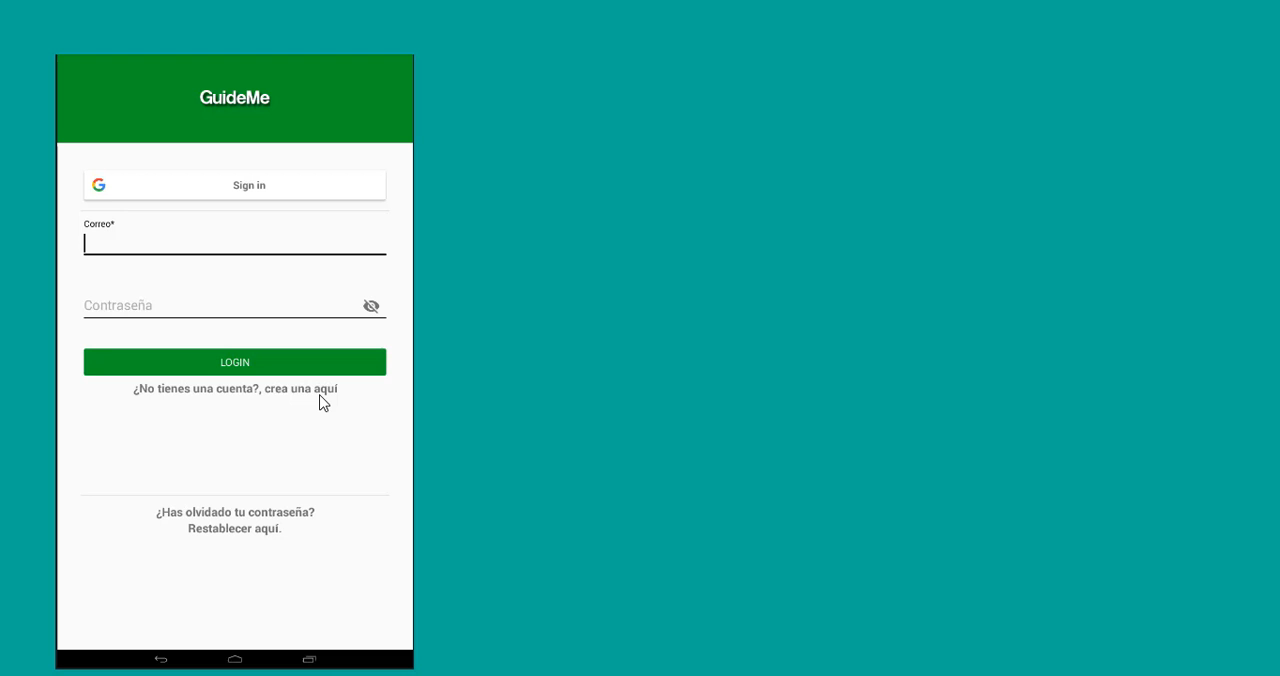 GuideMe
Sign in
Correo*
Contraseña
LOGIN
¿No tienes una cuenta?, crea una aquí
¿Has olvidado tu contraseña?
Restablecer aquí.